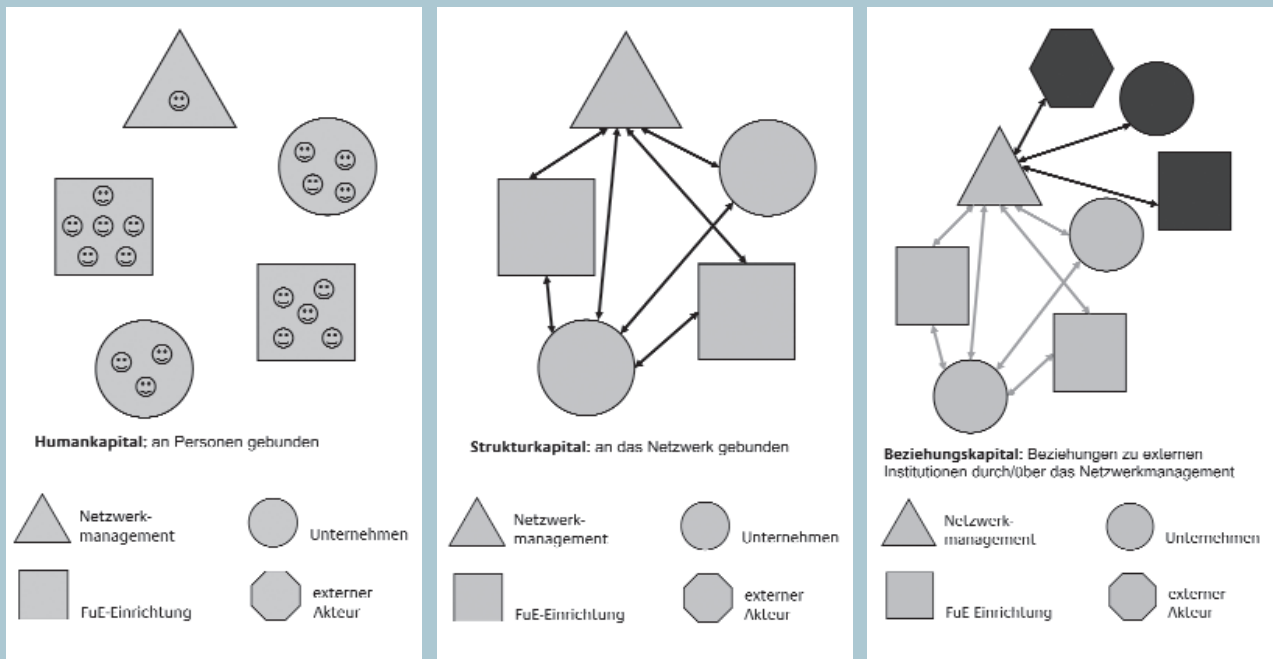 Humankapital: an Personen gebunden
Netzwerk-
management
Unternehmen
FuE-Einrichtung
externer
Akteur
Strukturkapital: an das Netzwerk gebunden
Netzwerk-
management
Unternehmen
FuE-Einrichtung
externer
Akteur
Beziehungskapital: Beziehungen zu externen
Institutionen durch/über das Netzwerkmanagement
Netzwerk-
management
Unternehmen
FuE Einrichtung
externer
Akteur